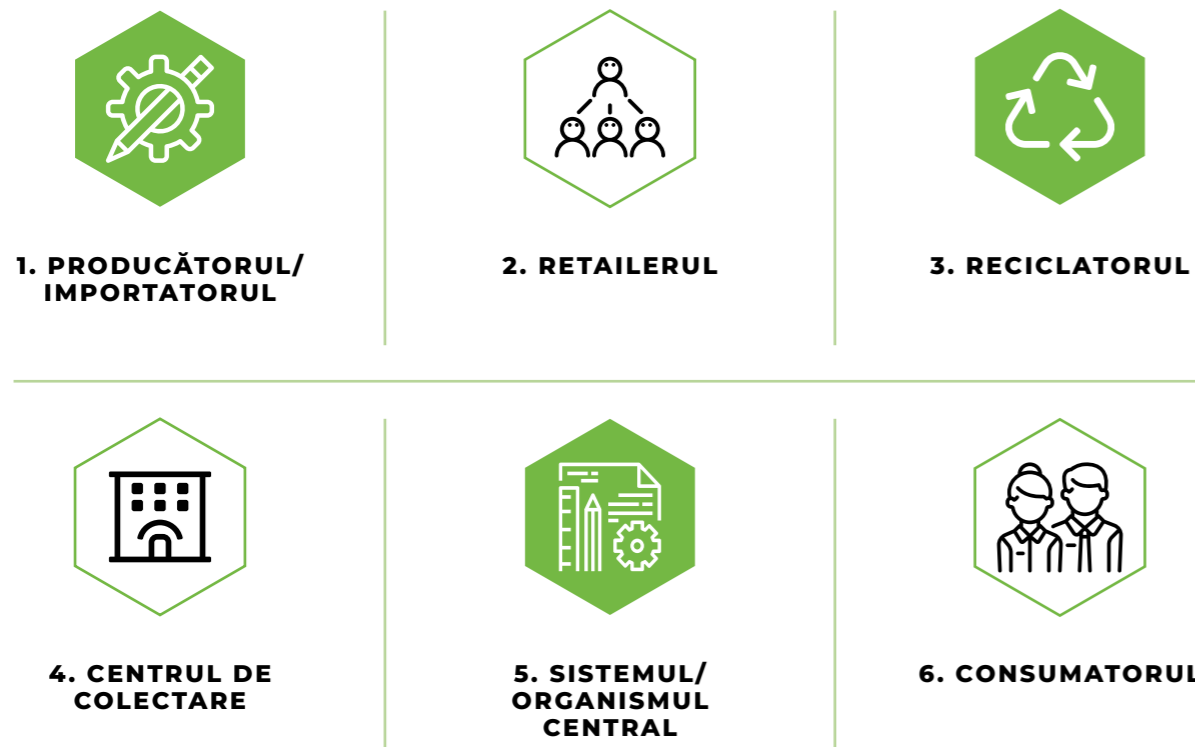 1. PRODUCĂTORUL/
IMPORTATORUL
2. RETAILERUL
3. RECICLATORUL
4. CENTRUL DE
COLECTARE
5. SISTEMUL/
ORGANISMUL
CENTRAL
6. CONSUMATORUL